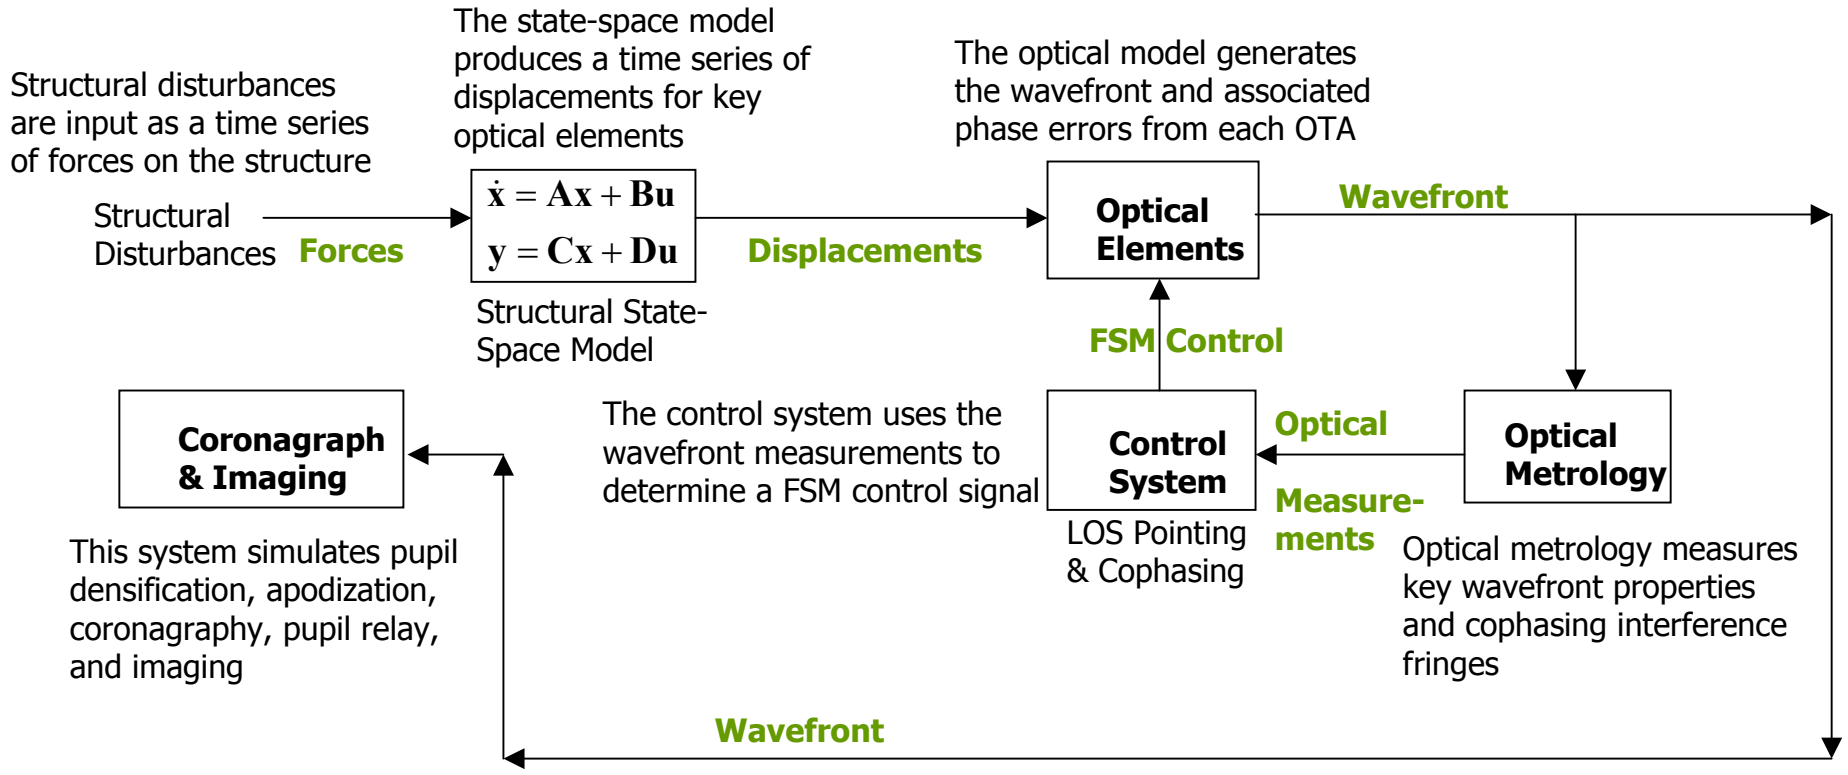 Structural disturbances
are input as a time series
of forces on the structure
The state-space model
produces a time series of
displacements for key
optical elements
The optical model generates
the wavefront and associated
phase errors from each OTA
Structural
Disturbances
Forces
ẋ = Ax + Bu
y = Cx + Du
Structural State-
Space Model
Displacements
Optical
Elements
Wavefront
FSM Control
Coronagraph
& Imaging
This system simulates pupil
densification, apodization,
coronagraphy, pupil relay,
and imaging
The control system uses the
wavefront measurements to
determine a FSM control signal
Control
System
LOS Pointing
& Cophasing
Optical
Measure-
ments
Optical
Metrology
Optical metrology measures
key wavefront properties
and cophasing interference
fringes
Wavefront